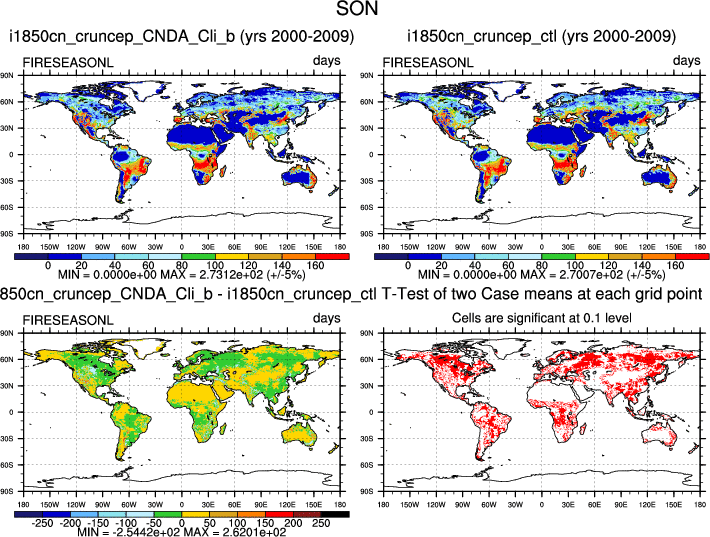 SON
i1850cn_cruncep_CNDA_Cli_b (yrs 2000-2009)
i1850cn_cruncep_ctl (yrs 2000-2009)
FIRESEASONL days
FIRESEASONL days
90N
60N
30N
0
30S
60S
90S
180 150W 120W 90W 60W 30W 0 30E 60E 90E 120E 150E 180
90N
60N
30N
0
30S
60S
90S
180 150W 120W 90W 60W 30W 0 30E 60E 90E 120E 150E 180
0 20 40 60 80 100 120 140 160
0 20 40 60 80 100 120 140 160
MIN = 0.0000e+00 MAX = 2.7312e+02 (+/-5%)
MIN = 0.0000e+00 MAX = 2.7007e+02 (+/-5%)
850cn_cruncep_CNDA_Cli_b - i1850cn_cruncep_ctl
T-Test of two Case means at each grid point
FIRESEASONL days
Cells are significant at 0.1 level
90N
60N
30N
0
30S
60S
90S
180 150W 120W 90W 60W 30W 0 30E 60E 90E 120E 150E 180
90N
60N
30N
0
30S
60S
90S
180 150W 120W 90W 60W 30W 0 30E 60E 90E 120E 150E 180
-250 -200 -150 -100 -50 0 50 100 150 200 250
MIN = -2.5442e+02 MAX = 2.6201e+02